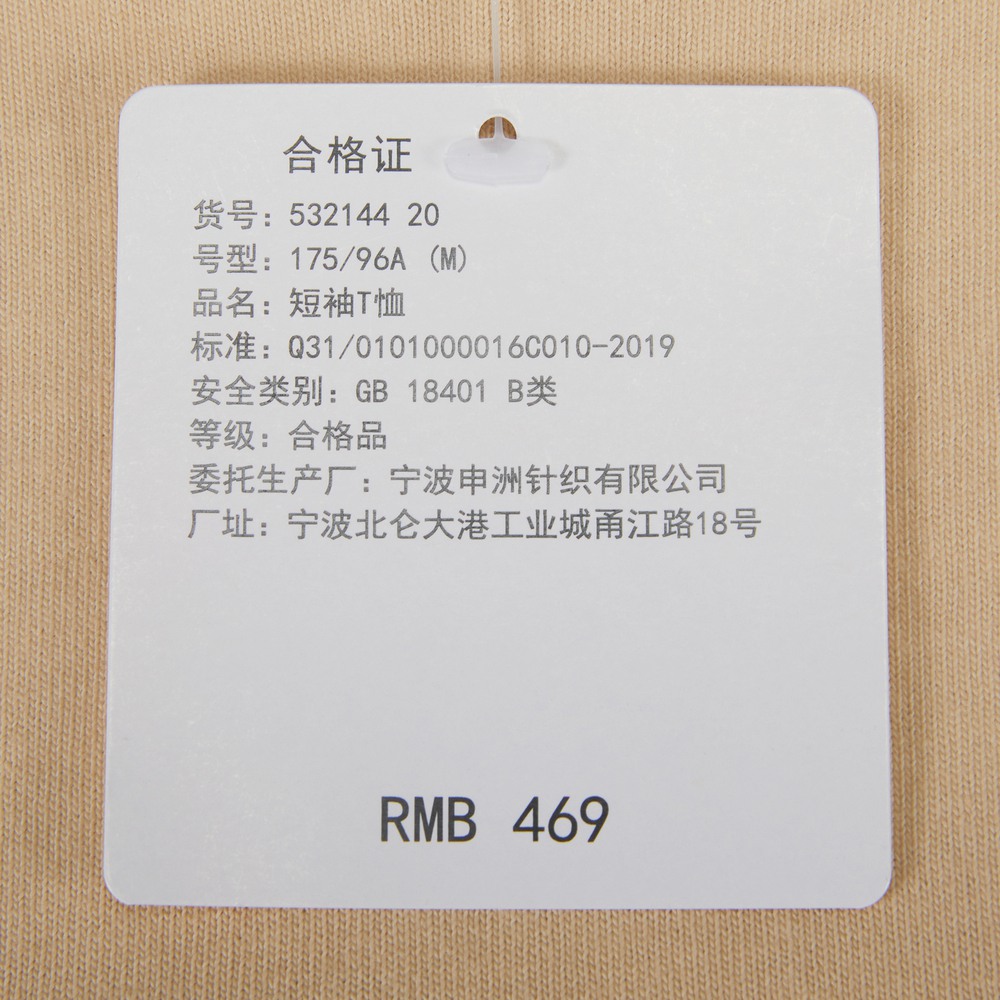 合格证
货号：532144 20
号型：175/96A (M)
品名：短袖T恤
标准：Q31/0101000016C010-2019
安全类别：GB 18401 B类
等级：合格品
委托生产厂：宁波申洲针织有限公司
厂址：宁波北仑大港工业城甬江路18号
RMB 469